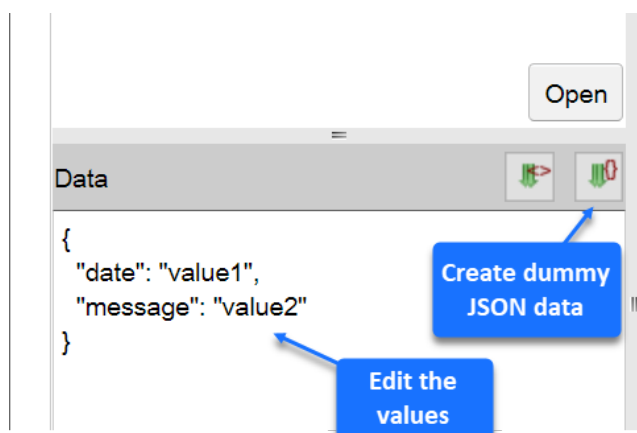 Open
Data
<>
{}
{
"date": "value1",
"message": "value2"
}
Create dummy
JSON data
Edit the
values